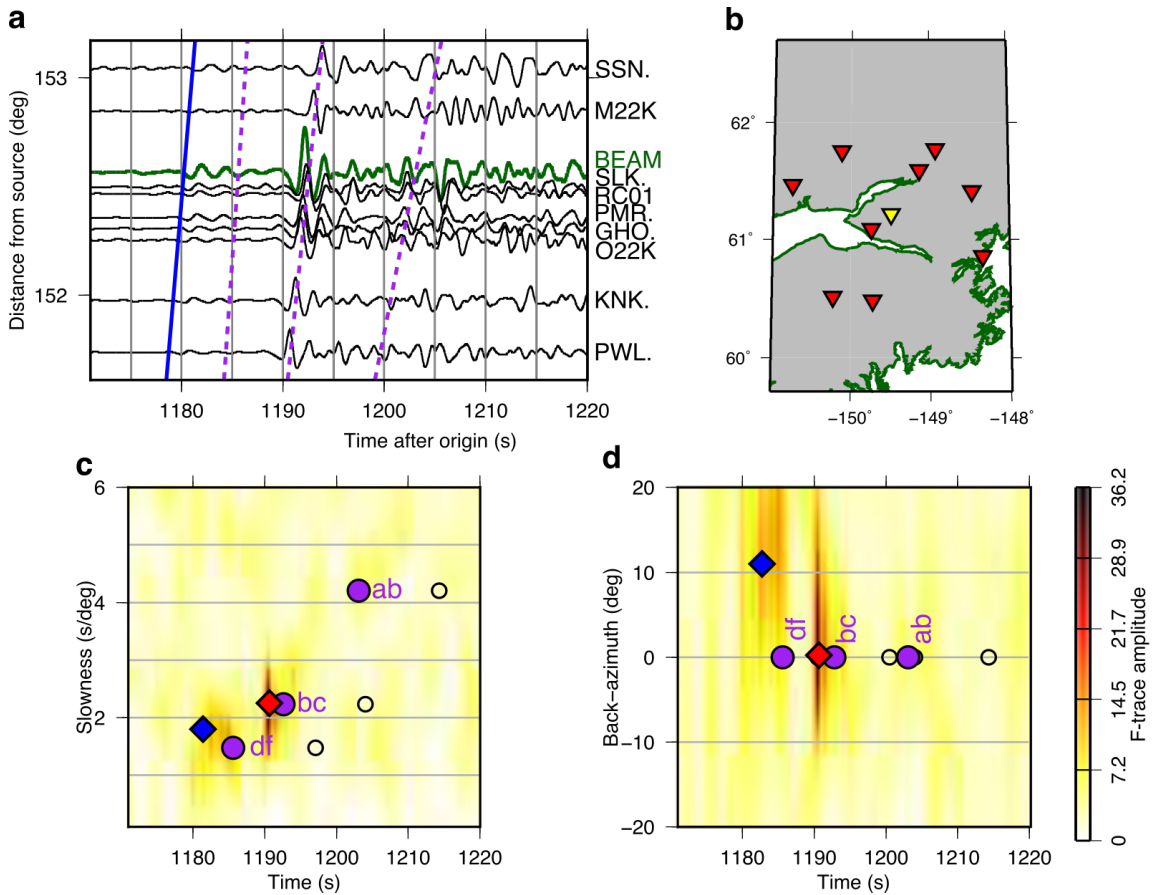 a
Distance from source (deg)
153
152
SSN.
M22K
BEAM
SLK.
RC01
PMR.
GHO.
O22K
KNK.
PWL.
1180
1190
1200
1210
1220
Time after origin (s)
b
62°
61°
60°
−150°
−149°
−148°
c
Slowness (s/deg)
6
4
2
ab
bc
df
1180
1190
1200
1210
1220
Time (s)
d
Back−azimuth (deg)
20
10
0
−10
−20
df
bc
ab
1180
1190
1200
1210
1220
Time (s)
36.2
28.9
21.7
14.5
7.2
0
F−trace amplitude